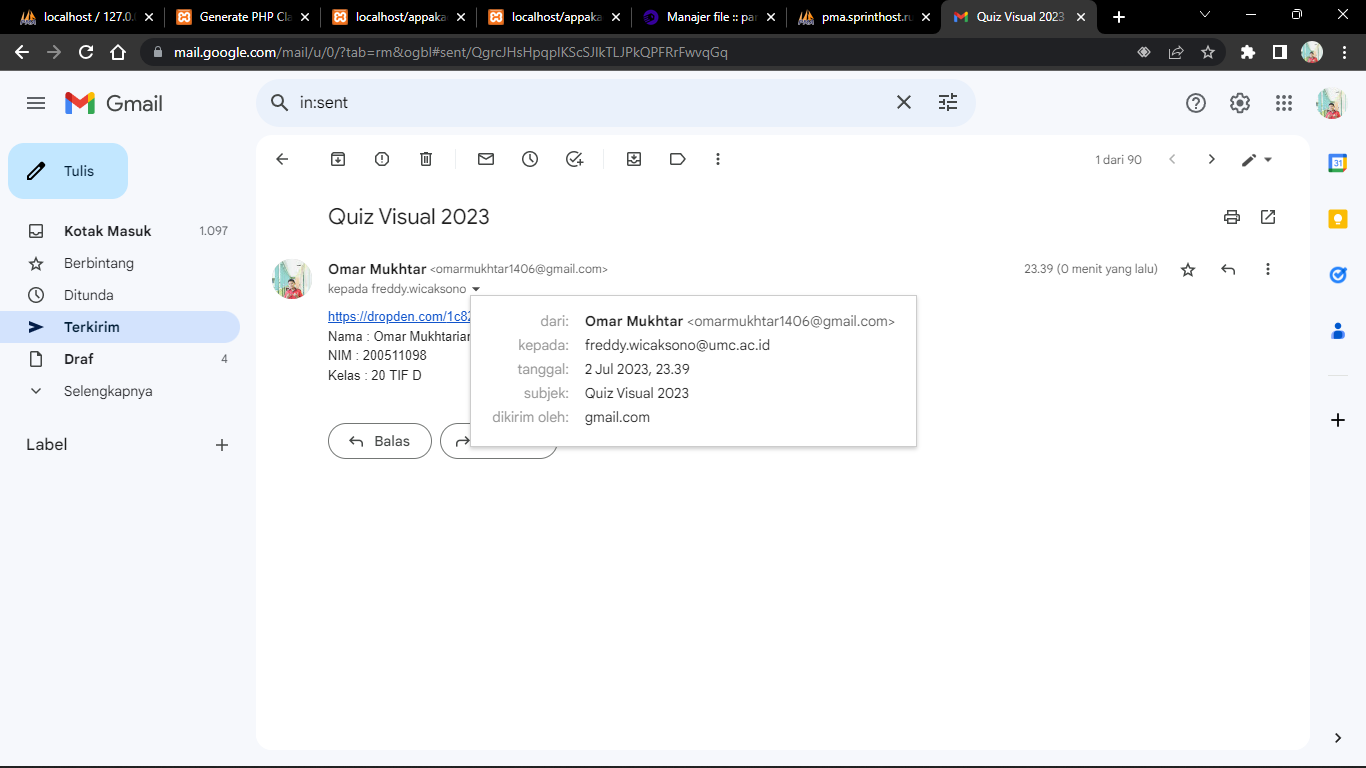 localhost / 127.0.
Generate PHP Cla
localhost/appaka
localhost/appaka
Manajer file :: pan
pma.sprinthost.ru
Quiz Visual 2023
mail.google.com/mail/u/0/?tab=rm&ogbl#sent/QgrcJHsHpqplKScSJlkTLJPkQPFRrFwvqGq
Gmail
in:sent
Tulis
1 dari 90
Kotak Masuk 1.097
Berbintang
Ditunda
Terkirim
Draf 4
Selengkapnya
Label
Quiz Visual 2023
Omar Mukhtar <omarmukhtar1406@gmail.com>
23.39 (0 menit yang lalu)
kepada freddy.wicaksono
https://dropden.com/1c82
Nama : Omar Mukhtarian
NIM : 200511098
Kelas : 20 TIF D
dari: Omar Mukhtar <omarmukhtar1406@gmail.com>
kepada: freddy.wicaksono@umc.ac.id
tanggal: 2 Jul 2023, 23.39
subjek: Quiz Visual 2023
dikirim oleh: gmail.com
Balas
31